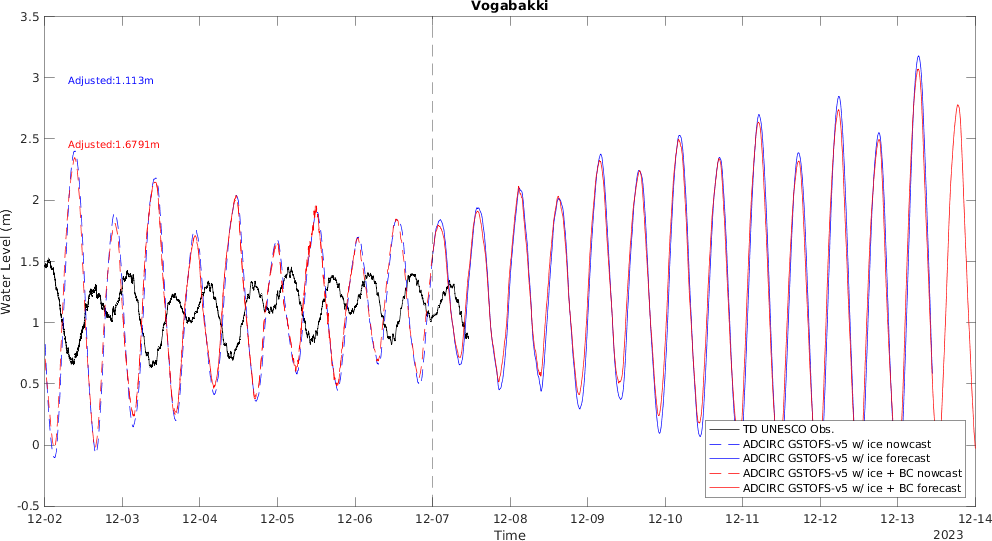 Vogabakki
3.5
3
2.5
2
1.5
1
0.5
0
-0.5
Water Level (m)
Adjusted:1.113m
Adjusted:1.6791m
TD UNESCO Obs.
ADCIRC GSTOFS-v5 w/ ice nowcast
ADCIRC GSTOFS-v5 w/ ice forecast
ADCIRC GSTOFS-v5 w/ ice + BC nowcast
ADCIRC GSTOFS-v5 w/ ice + BC forecast
12-02 12-03 12-04 12-05 12-06 12-07 12-08 12-09 12-10 12-11 12-12 12-13 12-14
Time
2023